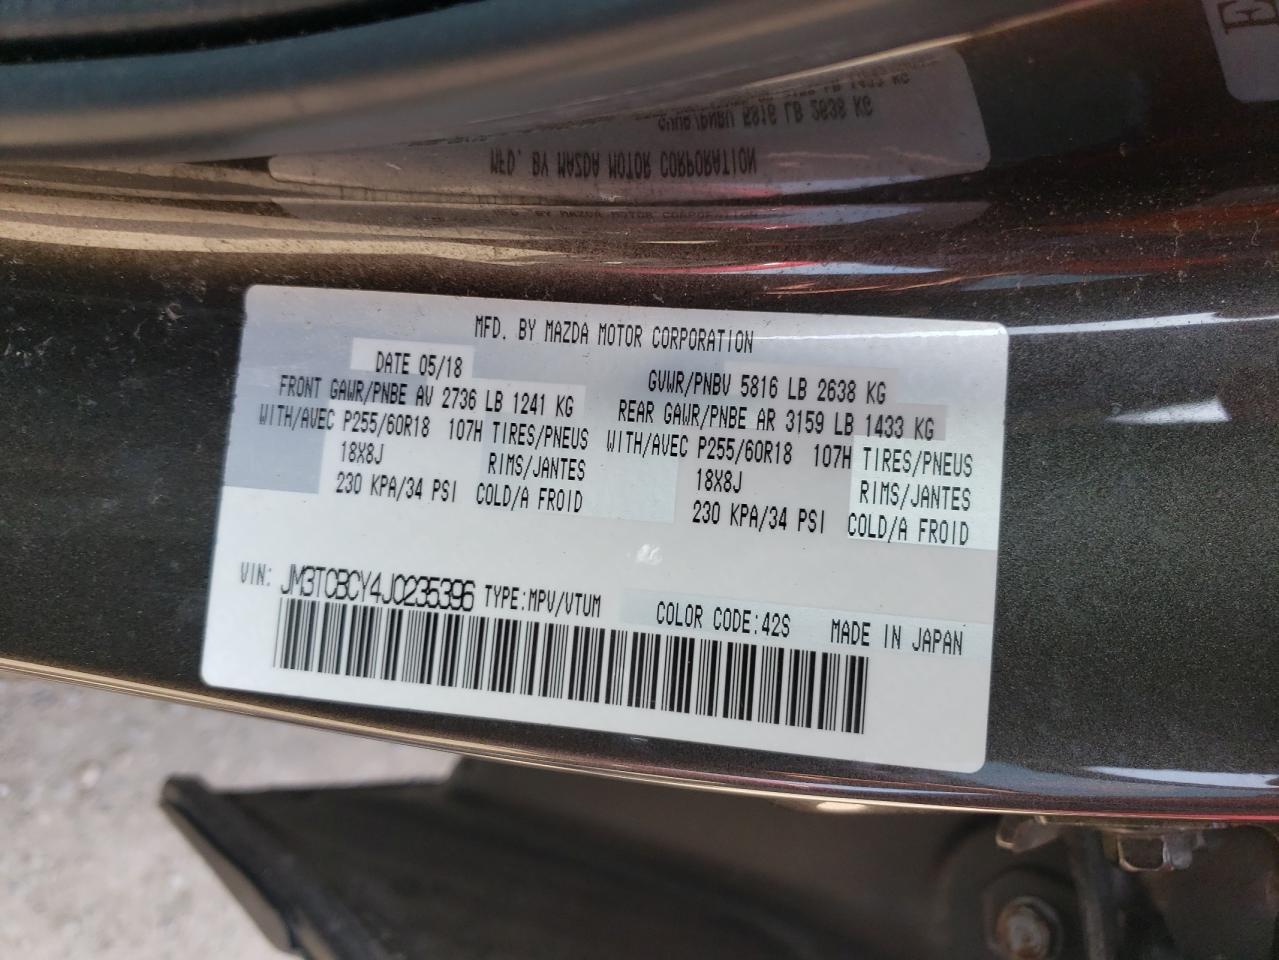 MFD. BY MAZDA MOTOR CORPORATION
DATE 05/18 GVWR/PNBV 5816 LB 2638 KG
FRONT GAWR/PNBE AV 2736 LB 1241 KG REAR GAWR/PNBE AR 3159 LB 1433 KG
WITH/AVEC P255/60R18 107H TIRES/PNEUS WITH/AVEC P255/60R18 107H TIRES/PNEUS
18X8J RIMS/JANTES 18X8J RIMS/JANTES
230 KPA/34 PSI COLD/A FROID 230 KPA/34 PSI COLD/A FROID
VIN: JM3TCBCY4J0235396 TYPE:MPV/VTUM COLOR CODE:42S MADE IN JAPAN